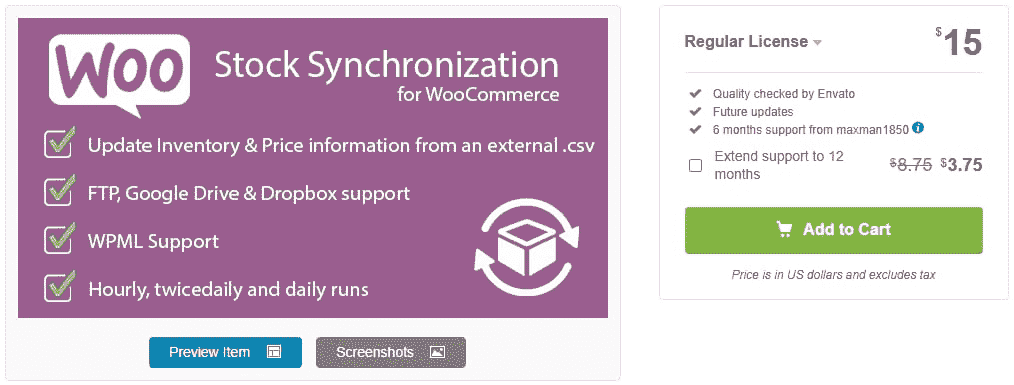 WOO
Stock Synchronization
for WooCommerce
Update Inventory & Price information from an external .csv
FTP, Google Drive & Dropbox support
WPML Support
Hourly, twicedaily and daily runs
Preview Item
Screenshots
Regular License
$15
Quality checked by Envato
Future updates
6 months support from maxman1850
Extend support to 12
months
$8.75 $3.75
Add to Cart
Price is in US dollars and excludes tax